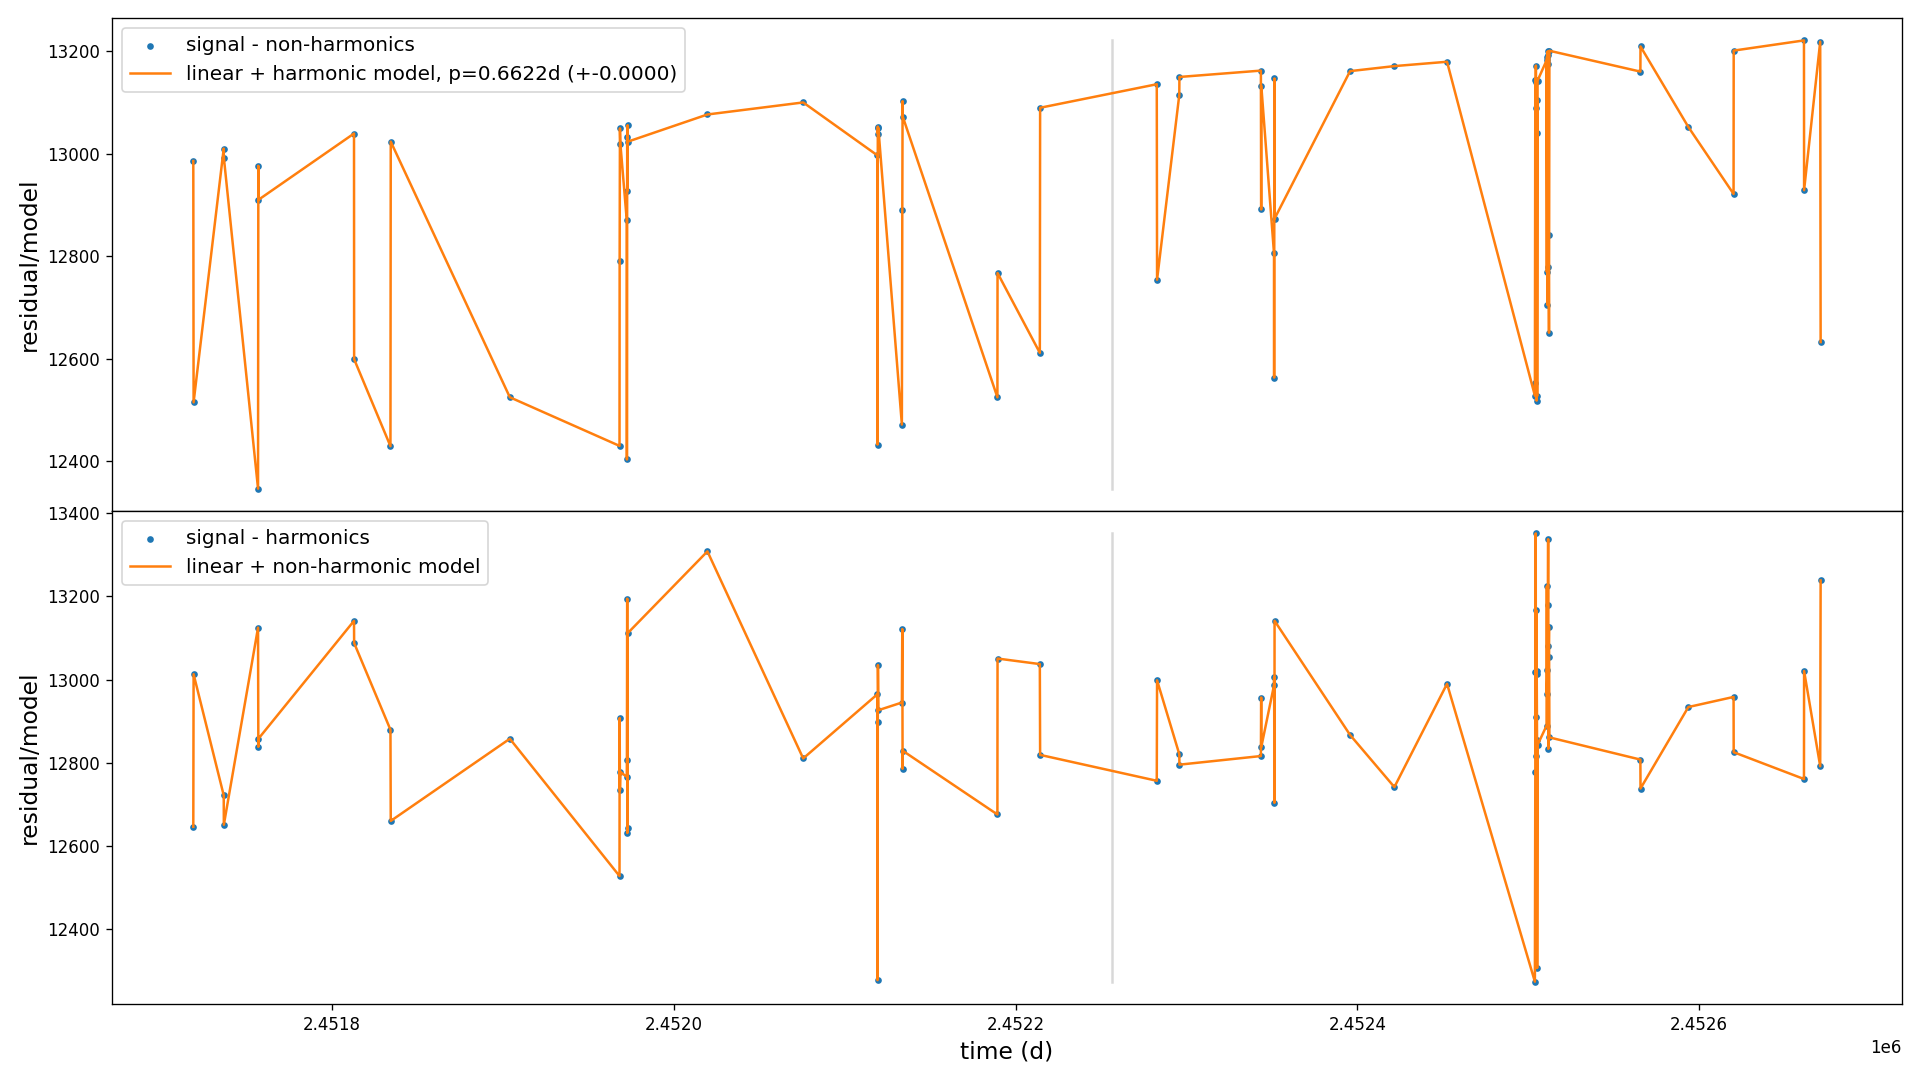 signal - non-harmonics
linear + harmonic model, p=0.6622d (+-0.0000)
13200
13000
12800
12600
12400
residual/model
signal - harmonics
linear + non-harmonic model
13400
13200
13000
12800
12600
12400
residual/model
2.4518
2.4520
2.4522
2.4524
2.4526
1e6
time (d)